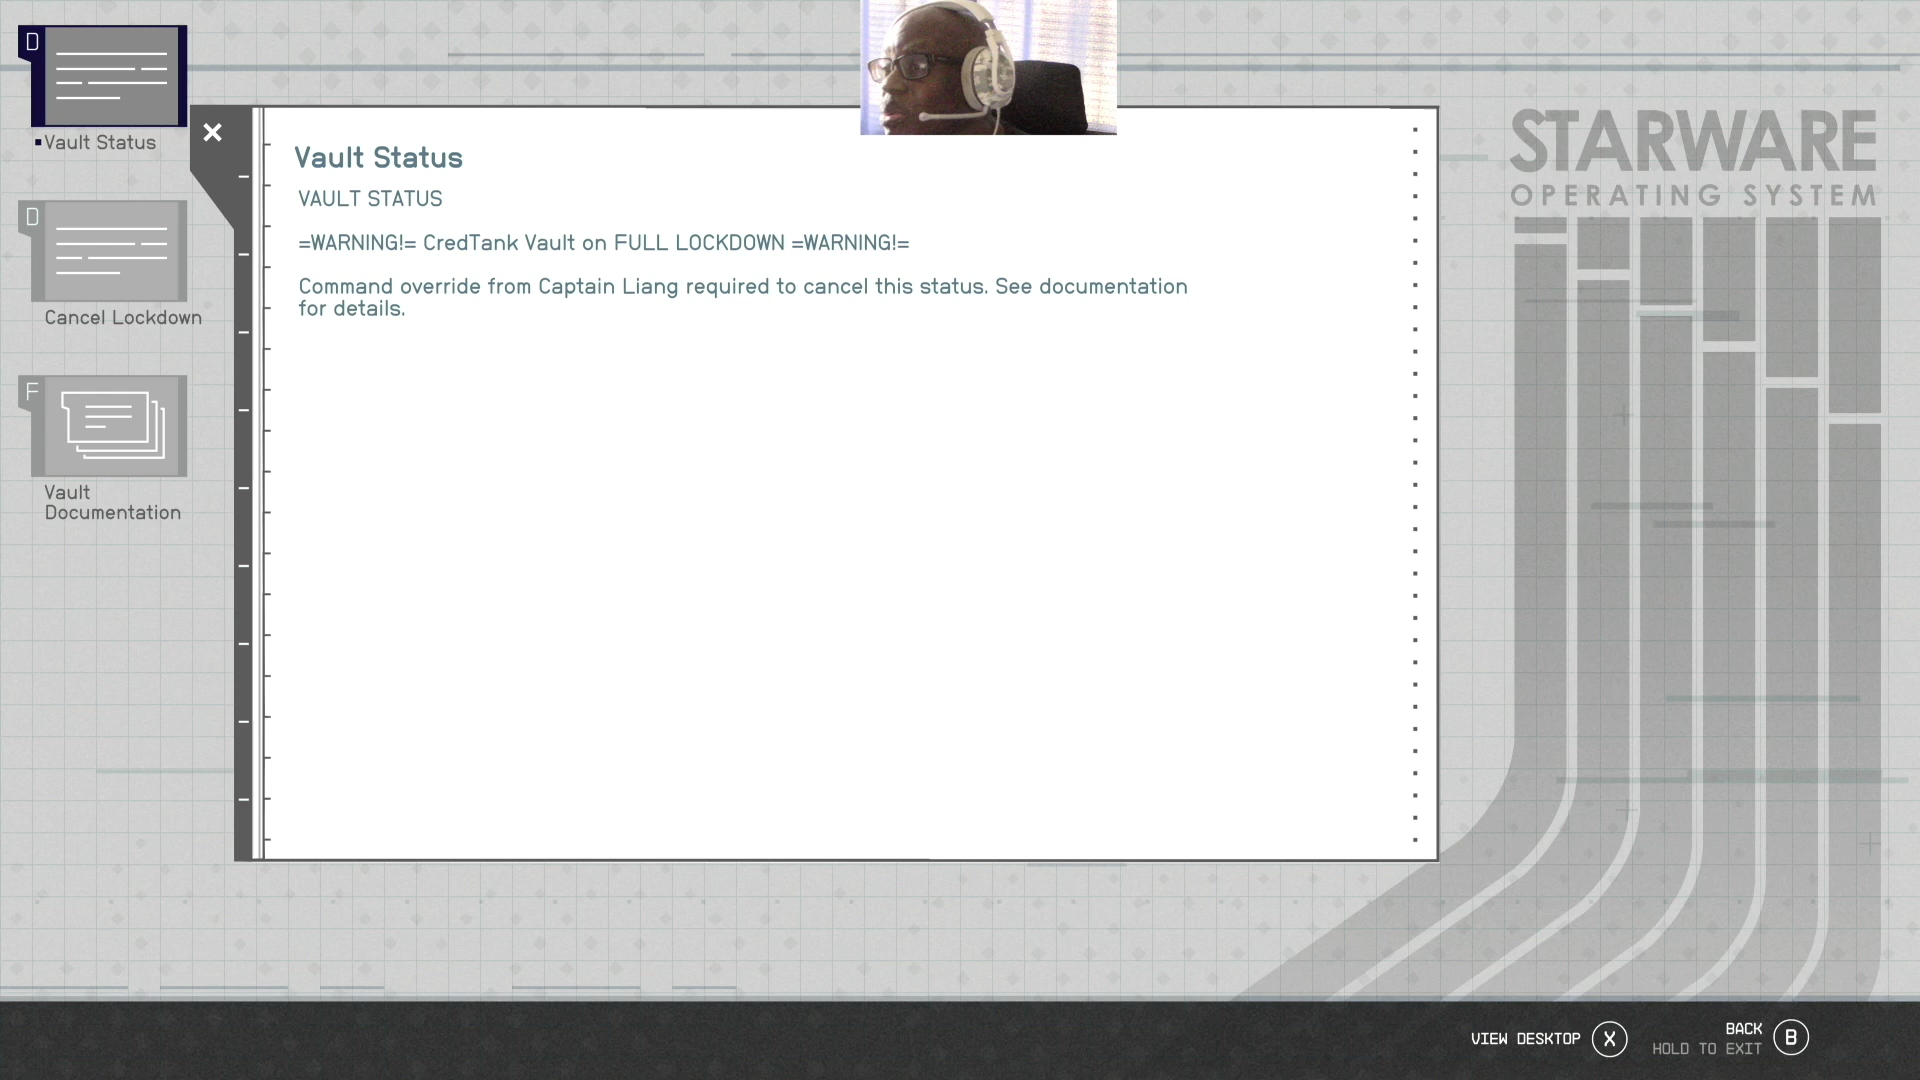 D
Vault Status
D
Cancel Lockdown
F
Vault
Documentation
Vault Status
VAULT STATUS
=WARNING!= CredTank Vault on FULL LOCKDOWN =WARNING!=
Command override from Captain Liang required to cancel this status. See documentation
for details.
STARWARE
OPERATING SYSTEM
VIEW DESKTOP X
BACK B
HOLD TO EXIT